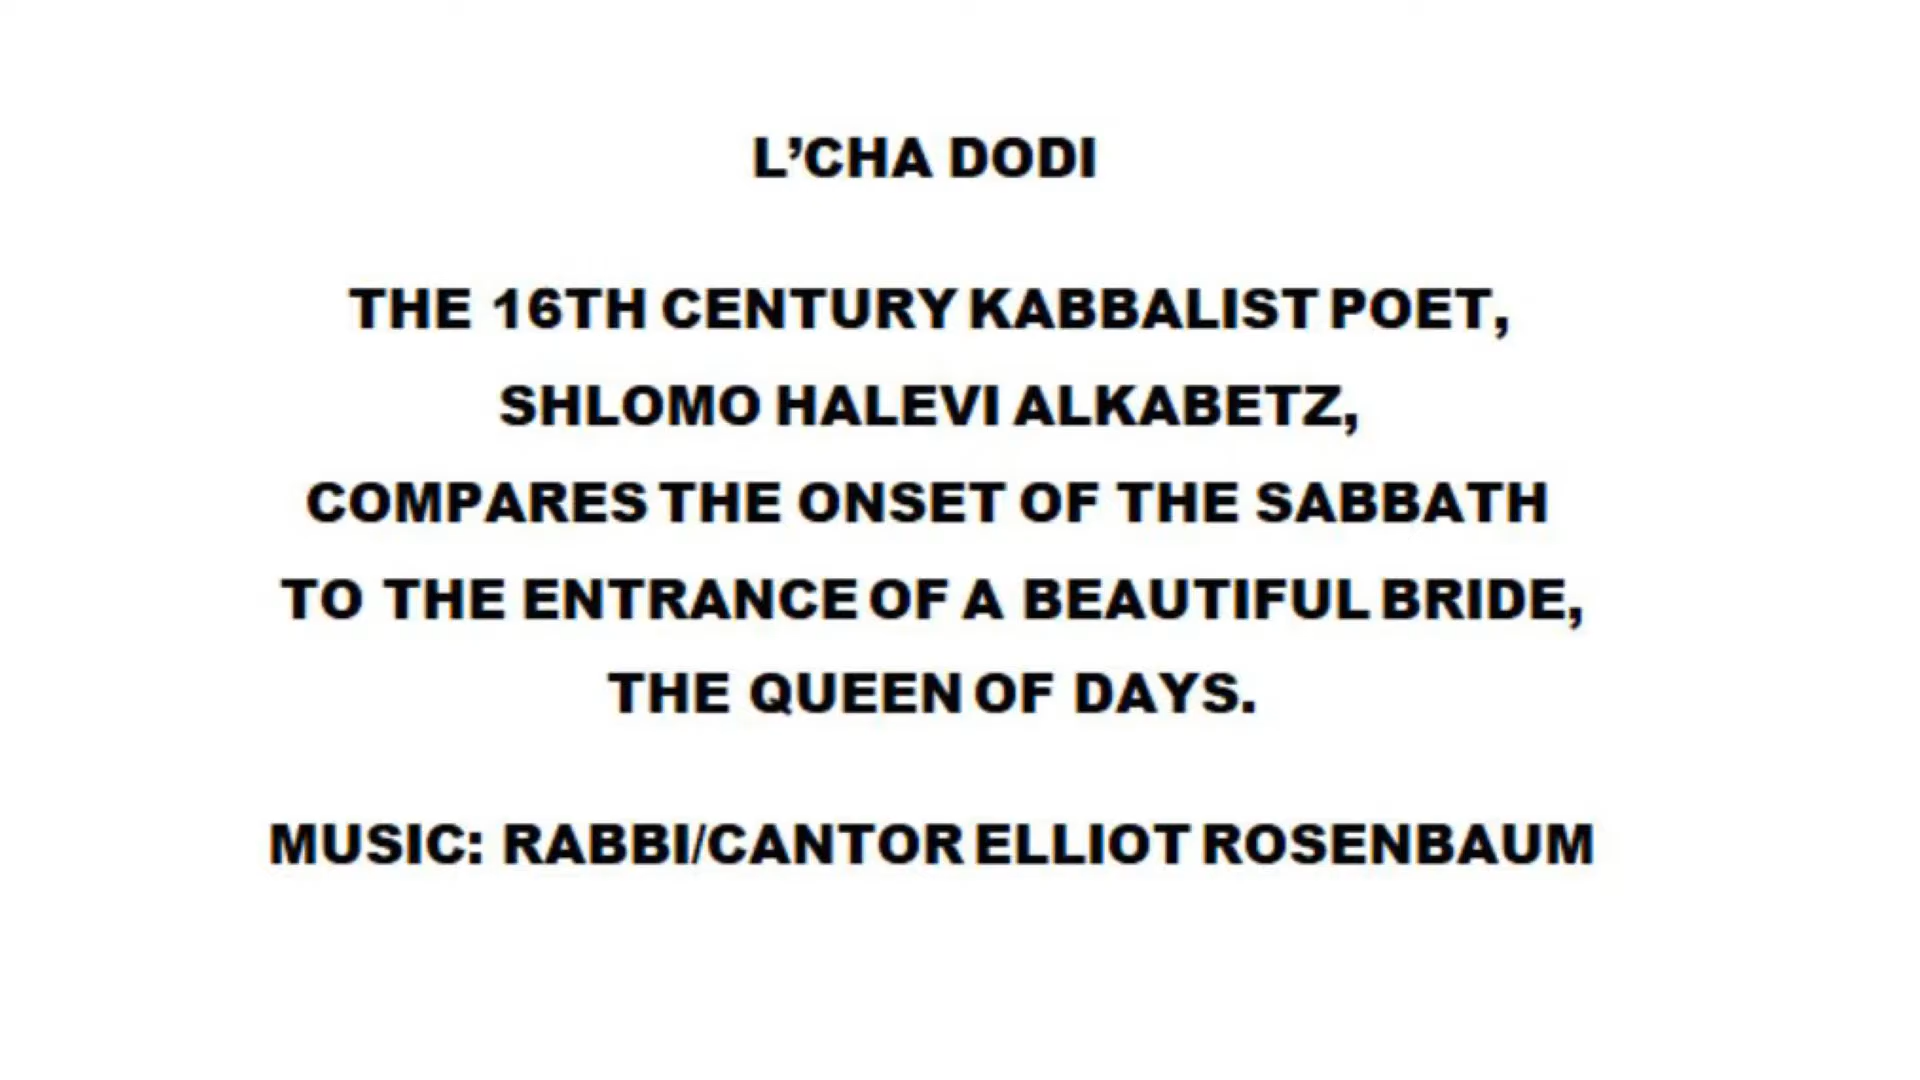 L’CHA DODI
THE 16TH CENTURY KABBALIST POET,
SHLOMO HALEVI ALKABETZ,
COMPARES THE ONSET OF THE SABBATH
TO THE ENTRANCE OF A BEAUTIFUL BRIDE,
THE QUEEN OF DAYS.
MUSIC: RABBI/CANTOR ELLIOT ROSENBAUM